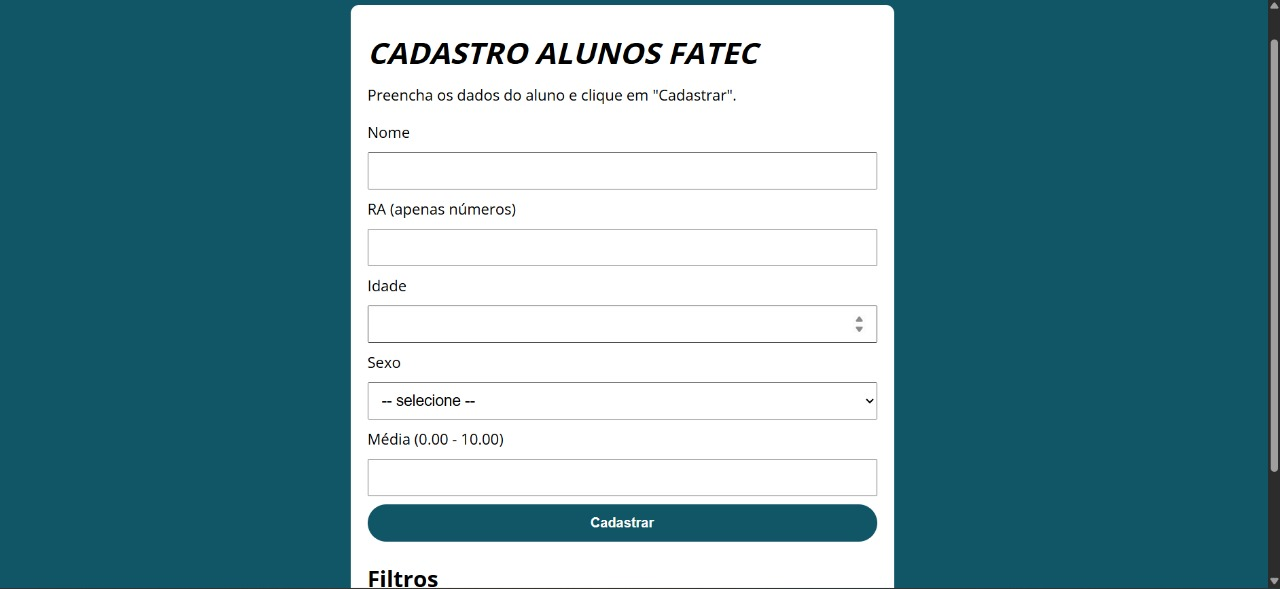 CADASTRO ALUNOS FATEC
Preencha os dados do aluno e clique em "Cadastrar".
Nome
RA (apenas números)
Idade
Sexo
-- selecione --
Média (0.00 - 10.00)
Cadastrar
Filtros